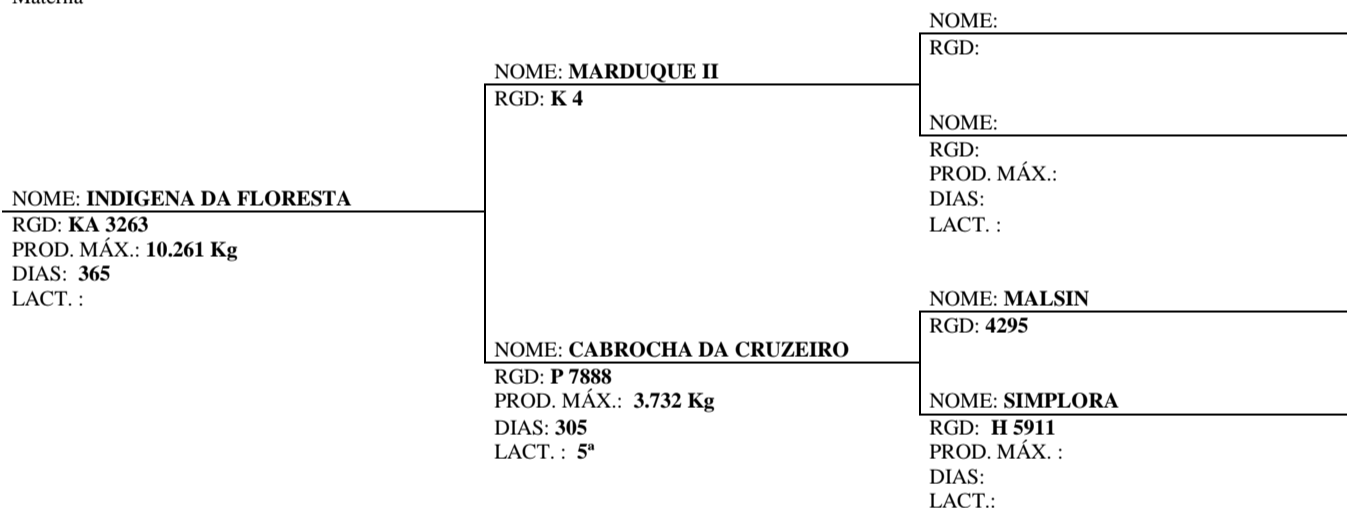 Materna
NOME: INDIGENA DA FLORESTA
RGD: KA 3263
PROD. MÁX.: 10.261 Kg
DIAS: 365
LACT. :
NOME: MARDUQUE II
RGD: K 4
NOME: CABROCHA DA CRUZEIRO
RGD: P 7888
PROD. MÁX.: 3.732 Kg
DIAS: 305
LACT. : 5ª
NOME:
RGD:
NOME:
RGD:
PROD. MÁX.:
DIAS:
LACT. :
NOME: MALSIN
RGD: 4295
NOME: SIMPLORA
RGD: H 5911
PROD. MÁX. :
DIAS:
LACT.: